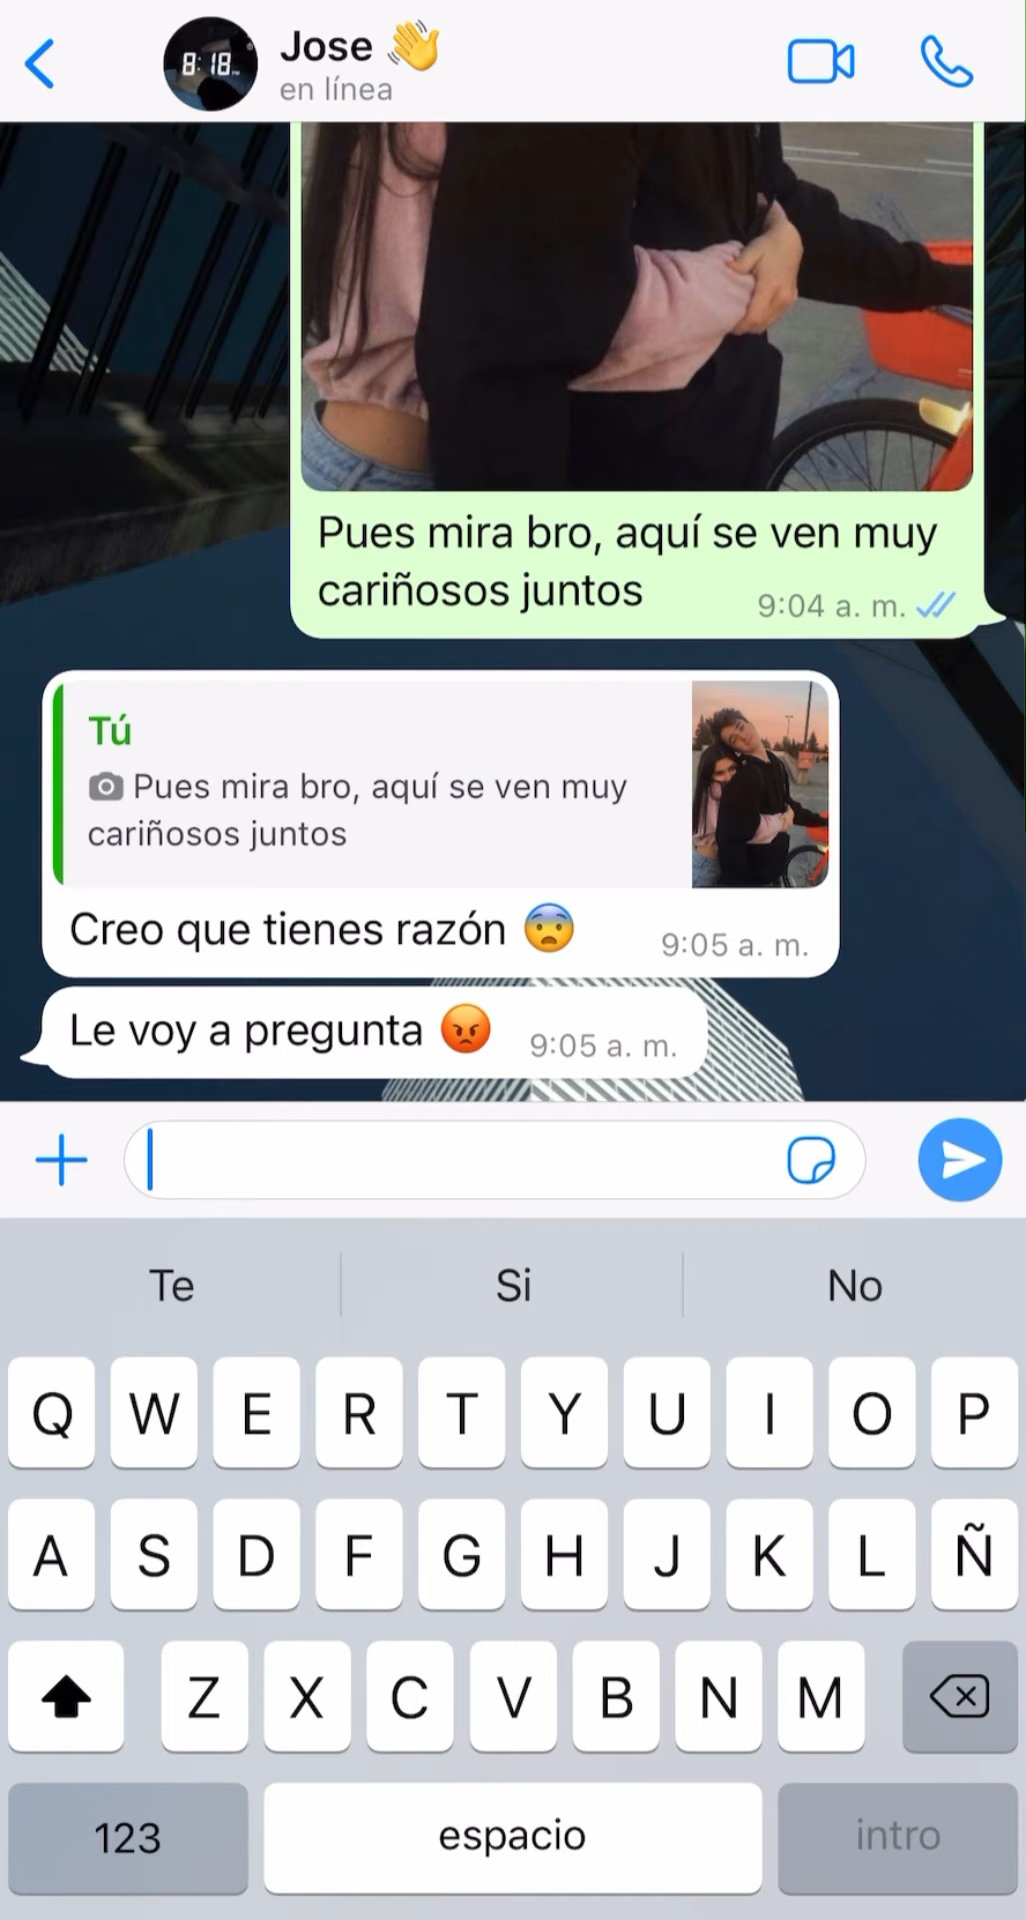 Jose 👋
8:18
en línea
Pues mira bro, aquí se ven muy
cariñosos juntos
9:04 a. m.
Tú
Pues mira bro, aquí se ven muy
cariñosos juntos
Creo que tienes razón 😨
9:05 a. m.
Le voy a pregunta 😡
9:05 a. m.
Te Si No
Q W E R T Y U I O P
A S D F G H J K L Ñ
Z X C V B N M
123 espacio intro